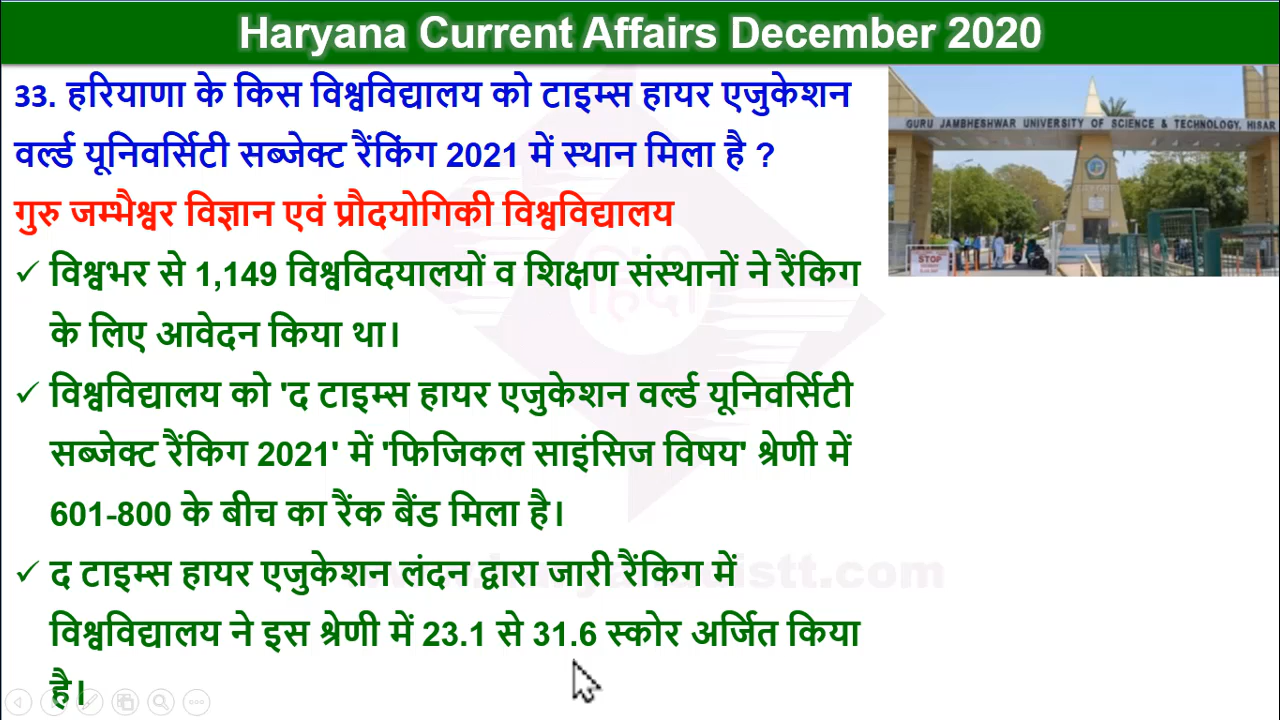 Haryana Current Affairs December 2020
33. हरियाणा के किस विश्वविद्यालय को टाइम्स हायर एजुकेशन
वर्ल्ड यूनिवर्सिटी सब्जेक्ट रैंकिंग 2021 में स्थान मिला है ?
गुरु जम्भैश्वर विज्ञान एवं प्रौदयोगिकी विश्वविद्यालय
✓ विश्वभर से 1,149 विश्वविदयालयों व शिक्षण संस्थानों ने रैंकिग
के लिए आवेदन किया था।
✓ विश्वविद्यालय को 'द टाइम्स हायर एजुकेशन वर्ल्ड यूनिवर्सिटी
सब्जेक्ट रैंकिग 2021' में 'फिजिकल साइंसिज विषय' श्रेणी में
601-800 के बीच का रैंक बैंड मिला है।
✓ द टाइम्स हायर एजुकेशन लंदन द्वारा जारी रैंकिग में
विश्वविद्यालय ने इस श्रेणी में 23.1 से 31.6 स्कोर अर्जित किया
है।
GURU JAMBHESHWAR UNIVERSITY OF SCIENCE & TECHNOLOGY, HISAR
STOP
हिंदी